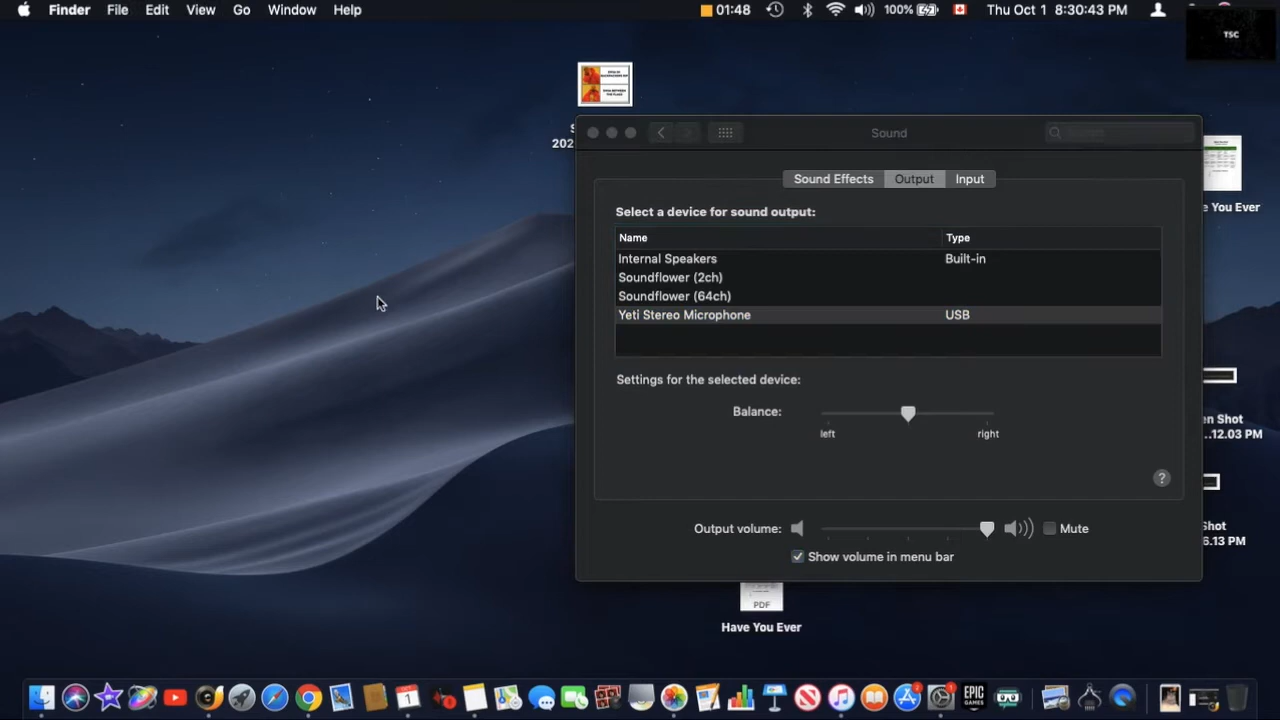 Finder File Edit View Go Window Help 01:48 100% Thu Oct 1 8:30:43 PM
TSC
202
Sound
Sound Effects Output Input
Select a device for sound output:
Name Type
Internal Speakers Built-in
Soundflower (2ch)
Soundflower (64ch)
Yeti Stereo Microphone USB
Settings for the selected device:
Balance:
left right
?
Output volume: Mute
Show volume in menu bar
e You Ever
en Shot
...12.03 PM
Shot
6.13 PM
PDF
Have You Ever
EPIC
GAMES